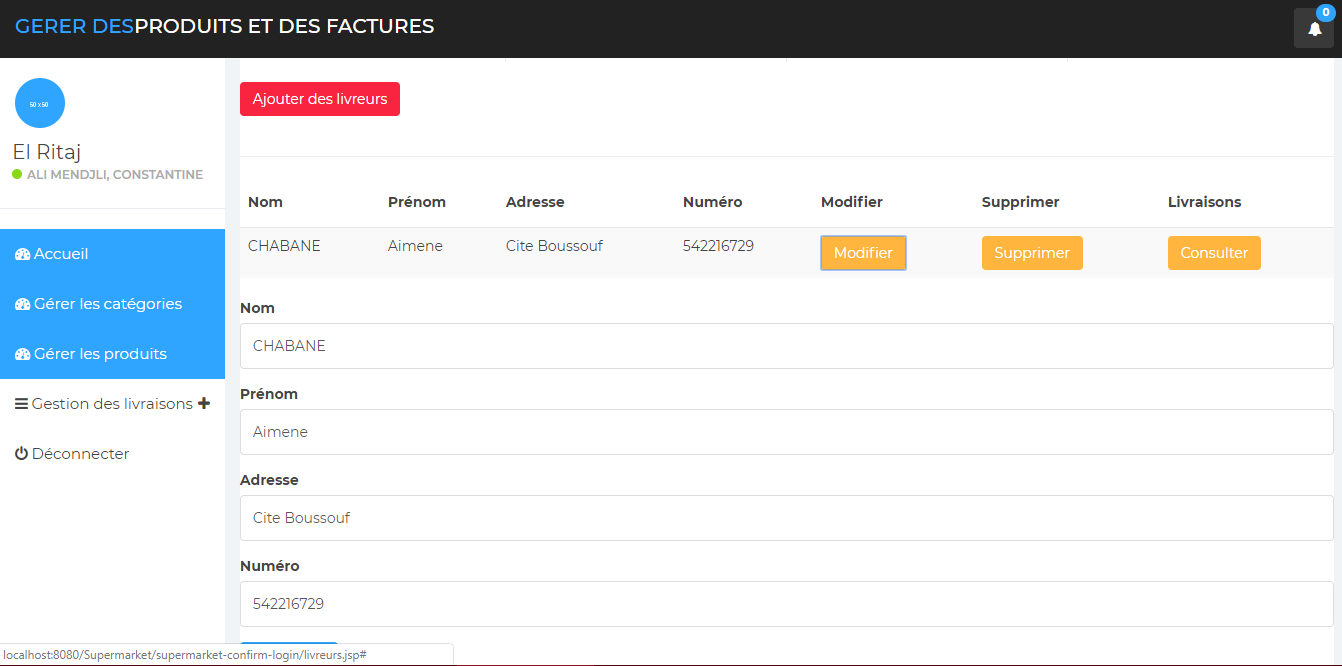 GERER DESPRODUITS ET DES FACTURES
0
50 x 50
El Ritaj
ALI MENDJLI, CONSTANTINE
Accueil
Gérer les catégories
Gérer les produits
Gestion des livraisons
Déconnecter
Ajouter des livreurs
Nom Prénom Adresse Numéro Modifier Supprimer Livraisons
CHABANE Aimene Cite Boussouf 542216729 Modifier Supprimer Consulter
Nom
CHABANE
Prénom
Aimene
Adresse
Cite Boussouf
Numéro
542216729
localhost:8080/Supermarket/supermarket-confirm-login/livreurs.jsp#